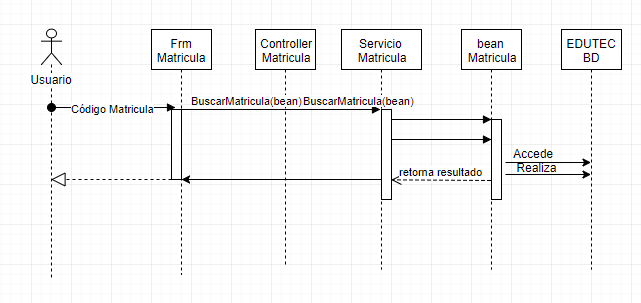 Frm
Matricula
Controller
Matricula
Servicio
Matricula
bean
Matricula
EDUTEC
BD
Usuario
Código Matricula
BuscarMatricula(bean)
BuscarMatricula(bean)
Accede
Realiza
retorna resultado